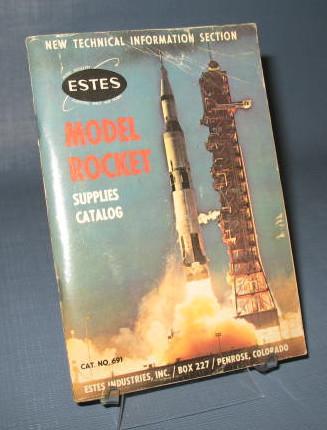 NEW TECHNICAL INFORMATION SECTION
ESTES
MODEL
ROCKET
SUPPLIES
CATALOG
CAT. NO. 691
ESTES INDUSTRIES, INC. / BOX 227 / PENROSE, COLORADO